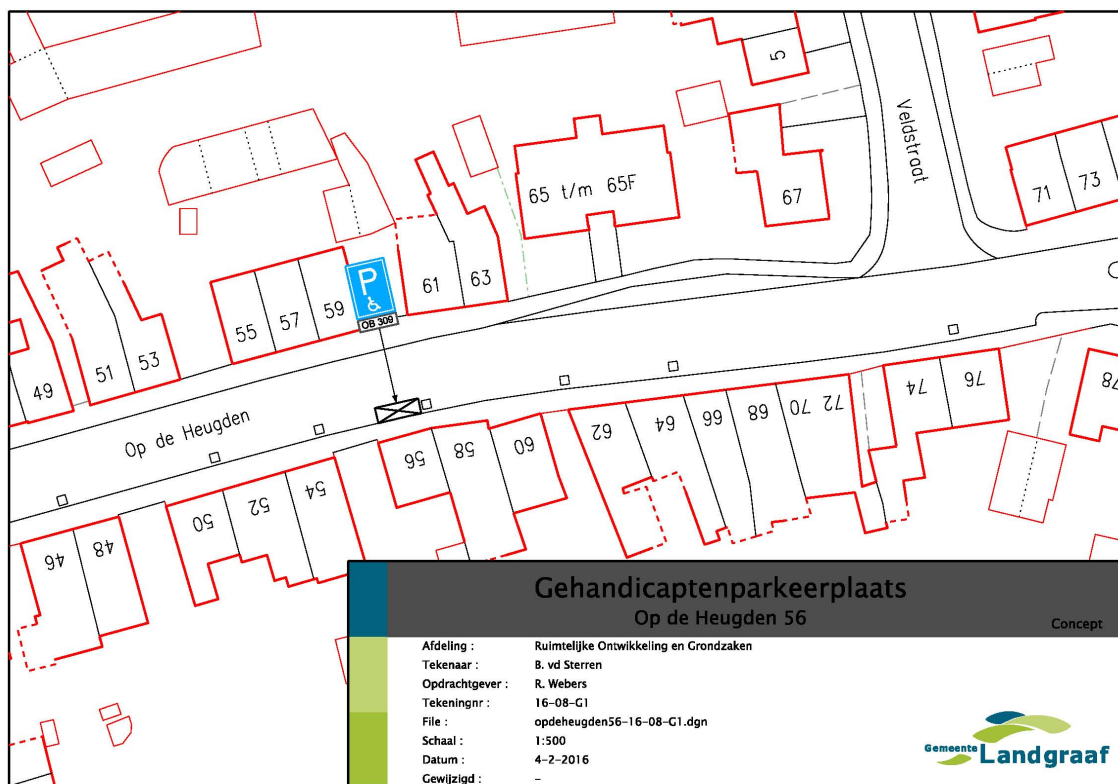 5
Veldstraat
65 t/m 65F
67
71
73
P
OB 309
61
63
55
57
59
49
51
53
Op de Heugden
46
48
50
52
54
56
58
60
62
64
66
68
70
72
74
76
78
Gehandicaptenparkeerplaats
Op de Heugden 56
Concept
Afdeling : Ruimtelijke Ontwikkeling en Grondzaken
Tekenaar : B. vd Sterren
Opdrachtgever : R. Webers
Tekeningnr : 16-08-G1
File : opdeheugden56-16-08-G1.dgn
Schaal : 1:500
Datum : 4-2-2016
Gewijzigd : -
Gemeente Landgraaf